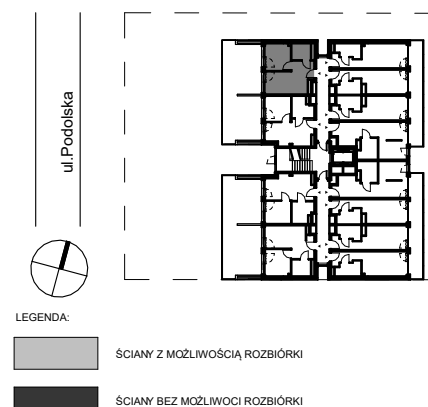 ul.Podolska
LEGENDA:
ŚCIANY Z MOŻLIWOŚCIĄ ROZBIÓRKI
ŚCIANY BEZ MOŻLIWOCI ROZBIÓRKI